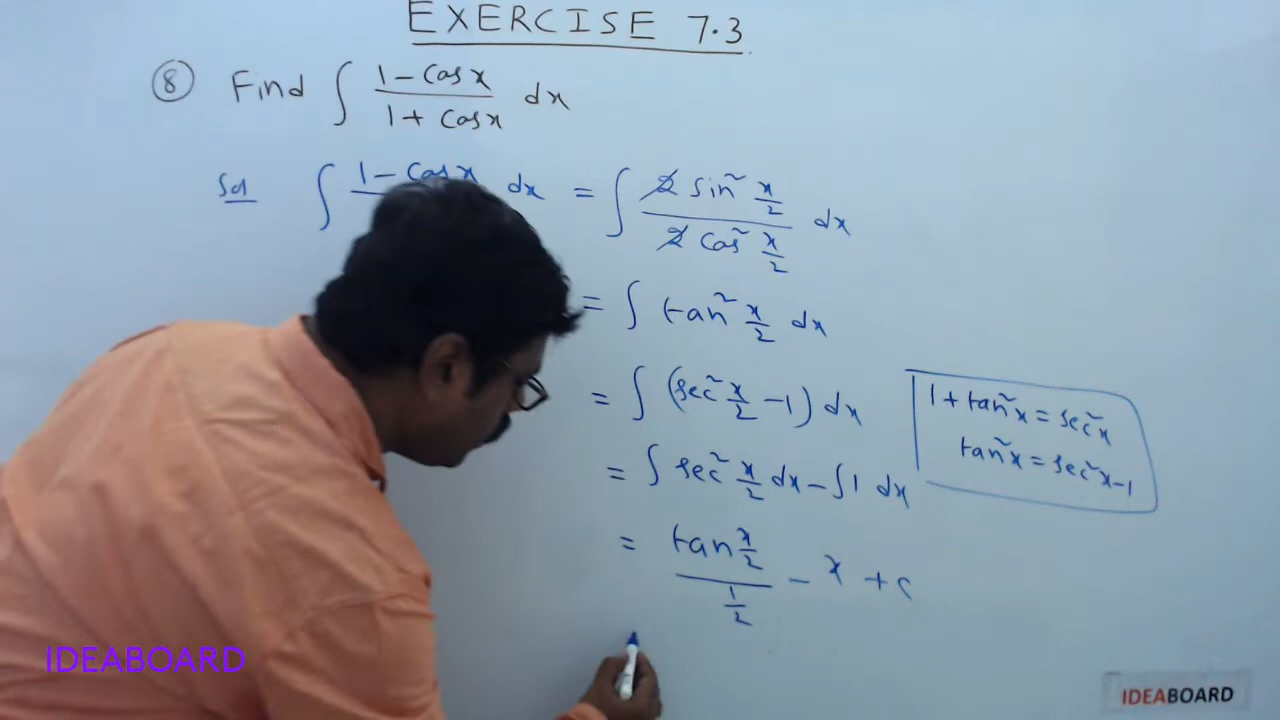 EXERCISE 7.3
⑧ Find ∫ (1 - Cos x)/(1 + Cos x) dx
Sol ∫ 1 - Cos x dx = ∫ (2 sin² x/2)/(2 Cos² x/2) dx
= ∫ tan² x/2 dx
= ∫ (sec² x/2 - 1) dx
1 + tan² x = sec² x
tan² x = sec² x - 1
= ∫ sec² x/2 dx - ∫ 1 dx
= (tan x/2)/(1/2) - x + c
IDEABOARD
IDEABOARD